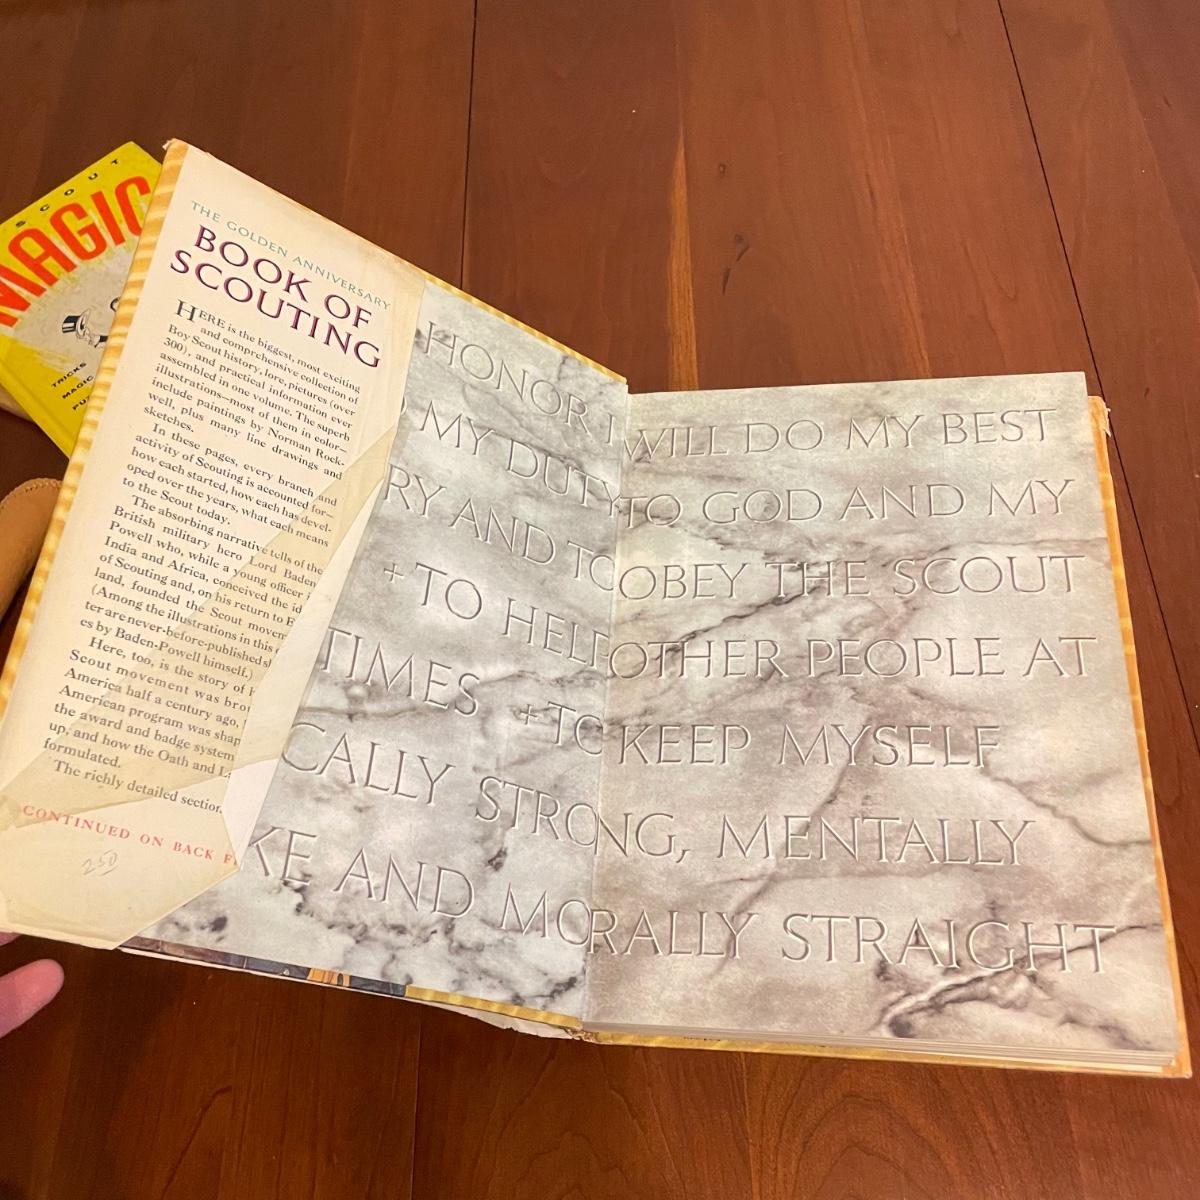 SCOUT
MAGIC
TRICKS
MAGIC
THE GOLDEN ANNIVERSARY
BOOK OF
SCOUTING
HERE is the biggest, most exciting
and comprehensive collection of
Boy Scout history, lore, pictures (over
300), and practical information ever
assembled in one volume. The superb
illustrations—most of them in color—
include paintings by Norman Rock-
well, plus many line drawings and
sketches.
In these pages, every branch and
activity of Scouting is accounted for—
how each started, how each has devel-
oped over the years, what each means
to the Scout today.
The absorbing narrative tells of the
British military hero Lord Baden
Powell who, while a young officer
India and Africa, conceived the id
of Scouting and, on his return to E
land, founded the Scout movem
(Among the illustrations in this
ter are never-before-published s
es by Baden-Powell himself.)
Here, too, is the story of
Scout movement was bro
America half a century ago,
American program was shap
the award and badge system
up, and how the Oath and L
formulated.
The richly detailed section
CONTINUED ON BACK F
250
HONOR I WILL DO MY BEST
MY DUTY TO GOD AND MY
RY AND TO OBEY THE SCOUT
+ TO HELP OTHER PEOPLE AT
TIMES + TO KEEP MYSELF
CALLY STRONG, MENTALLY
KE AND MORALLY STRAIGHT